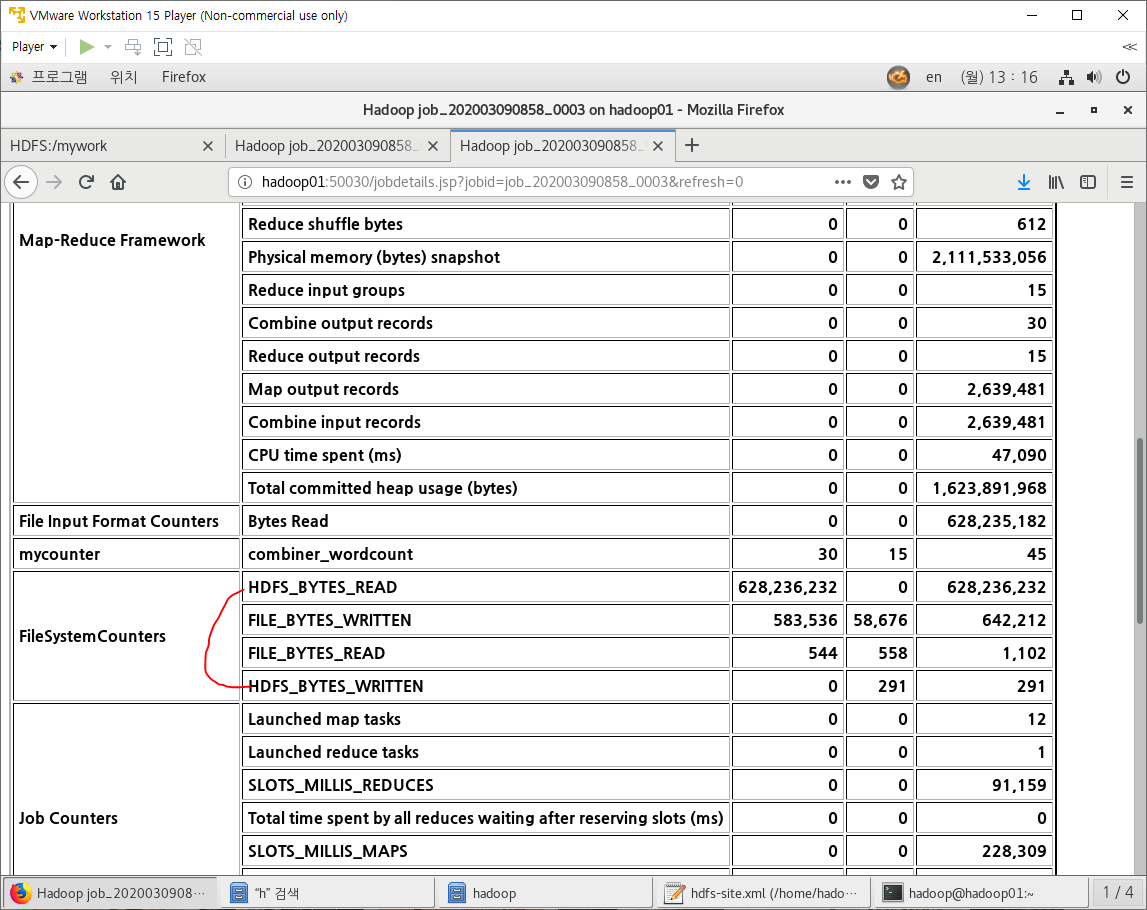 VMware Workstation 15 Player (Non-commercial use only)
Player
프로그램 위치 Firefox en (월) 13 : 16
Hadoop job_202003090858_0003 on hadoop01 - Mozilla Firefox
HDFS:/mywork Hadoop job_202003090858_ Hadoop job_202003090858_
hadoop01:50030/jobdetails.jsp?jobid=job_202003090858_0003&refresh=0
Map-Reduce Framework
Reduce shuffle bytes 0 0 612
Physical memory (bytes) snapshot 0 0 2,111,533,056
Reduce input groups 0 0 15
Combine output records 0 0 30
Reduce output records 0 0 15
Map output records 0 0 2,639,481
Combine input records 0 0 2,639,481
CPU time spent (ms) 0 0 47,090
Total committed heap usage (bytes) 0 0 1,623,891,968
File Input Format Counters Bytes Read 0 0 628,235,182
mycounter combiner_wordcount 30 15 45
FileSystemCounters
HDFS_BYTES_READ 628,236,232 0 628,236,232
FILE_BYTES_WRITTEN 583,536 58,676 642,212
FILE_BYTES_READ 544 558 1,102
HDFS_BYTES_WRITTEN 0 291 291
Job Counters
Launched map tasks 0 0 12
Launched reduce tasks 0 0 1
SLOTS_MILLIS_REDUCES 0 0 91,159
Total time spent by all reduces waiting after reserving slots (ms) 0 0 0
SLOTS_MILLIS_MAPS 0 0 228,309
Hadoop job_2020030908··· “h” 검색 hadoop hdfs-site.xml (/home/hado··· hadoop@hadoop01:~ 1 / 4